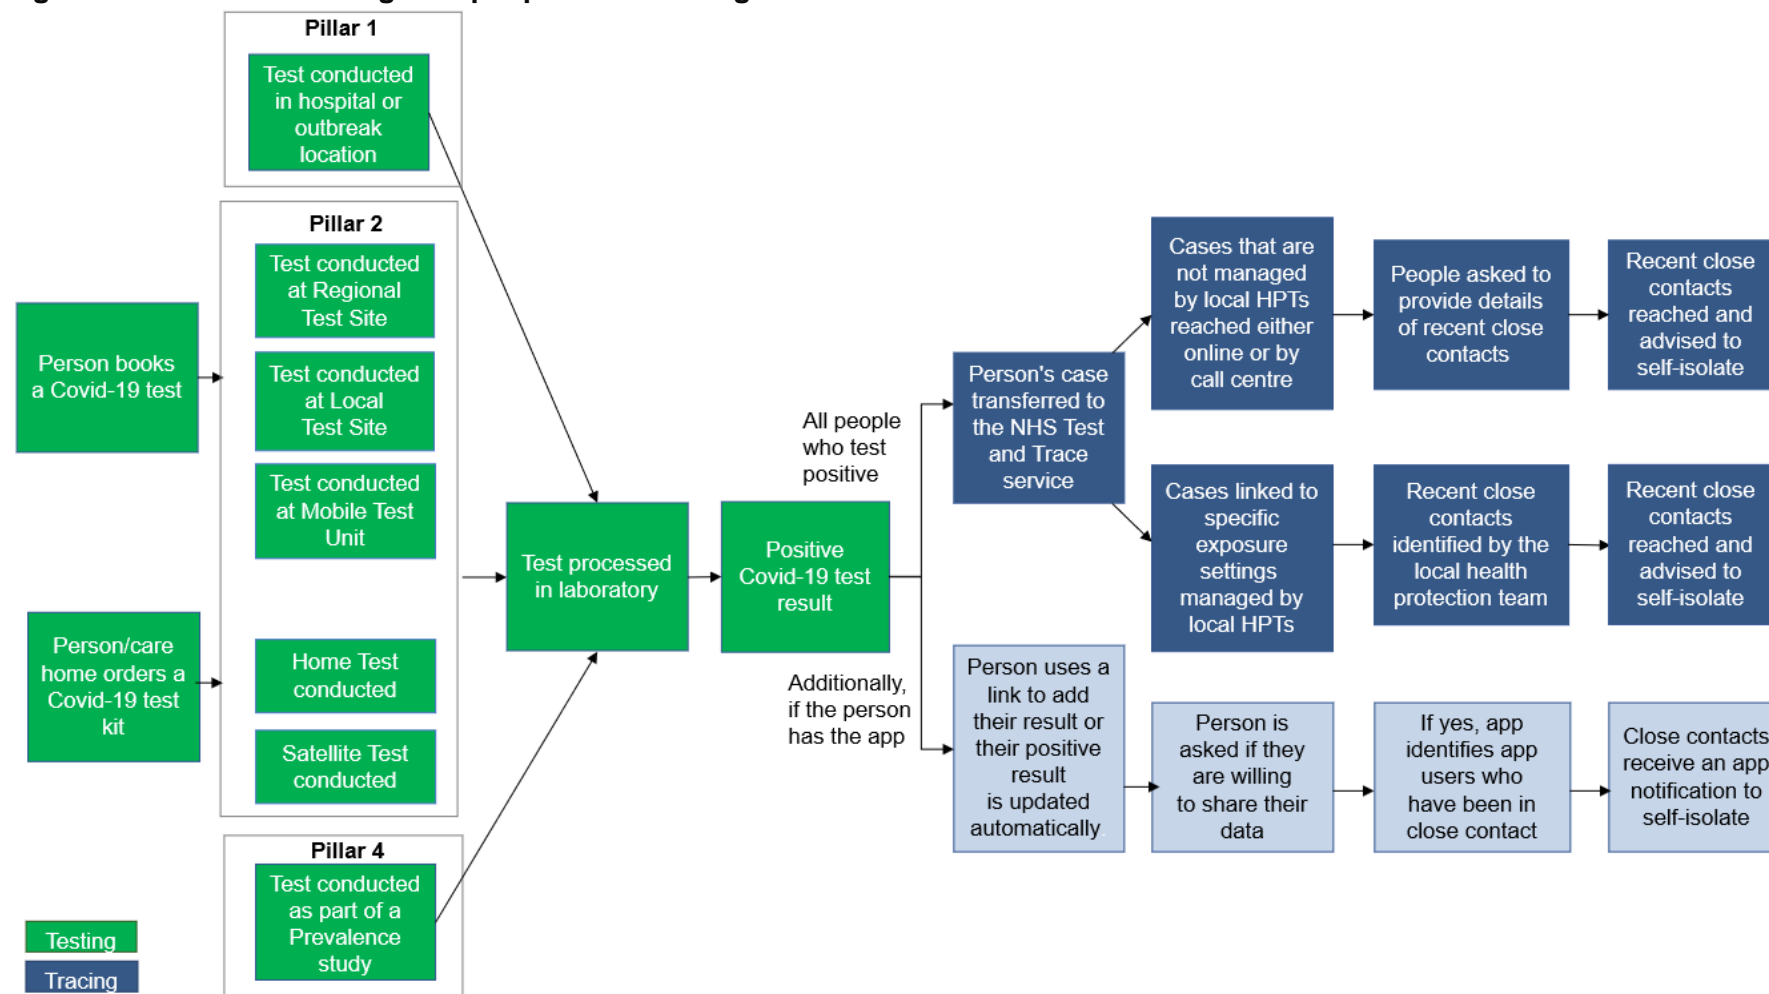 Pillar 1
Test conducted
in hospital or
outbreak
location
Pillar 2
Test conducted
at Regional
Test Site
Test conducted
at Local
Test Site
Test conducted
at Mobile Test
Unit
Home Test
conducted
Satellite Test
conducted
Person books
a Covid-19 test
Person/care
home orders a
Covid-19 test
kit
Pillar 4
Test conducted
as part of a
Prevalence
study
Test processed
in laboratory
Positive
Covid-19 test
result
All people
who test
positive
Additionally,
if the person
has the app
Person's case
transferred to
the NHS Test
and Trace
service
Cases that are
not managed
by local HPTs
reached either
online or by
call centre
People asked to
provide details
of recent close
contacts
Recent close
contacts
reached and
advised to
self-isolate
Cases linked to
specific
exposure
settings
managed by
local HPTs
Recent close
contacts
identified by the
local health
protection team
Recent close
contacts
reached and
advised to
self-isolate
Person uses a
link to add
their result or
their positive
result
is updated
automatically
Person is
asked if they
are willing
to share their
data
If yes, app
identifies app
users who
have been in
close contact
Close contacts
receive an app
notification to
self-isolate
Testing
Tracing